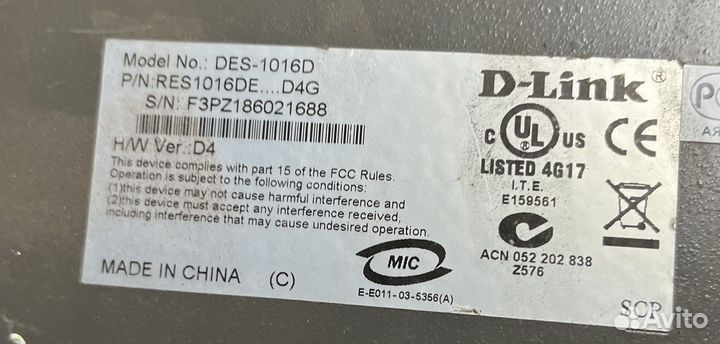 Model No.: DES-1016D
P/N:RES1016DE....D4G
S/N: F3PZ186021688
H/W Ver.:D4
This device complies with part 15 of the FCC Rules.
Operation is subject to the following conditions:
(1)this device may not cause harmful interference and
(2)this device must accept any interference received,
including interference that may cause undesired operation.
MADE IN CHINA (C)
MIC
E-E011-03-5356(A)
D-Link®
C UL US CE
LISTED 4G17
I.T.E.
E159561
ACN 052 202 838
Z576
Avito